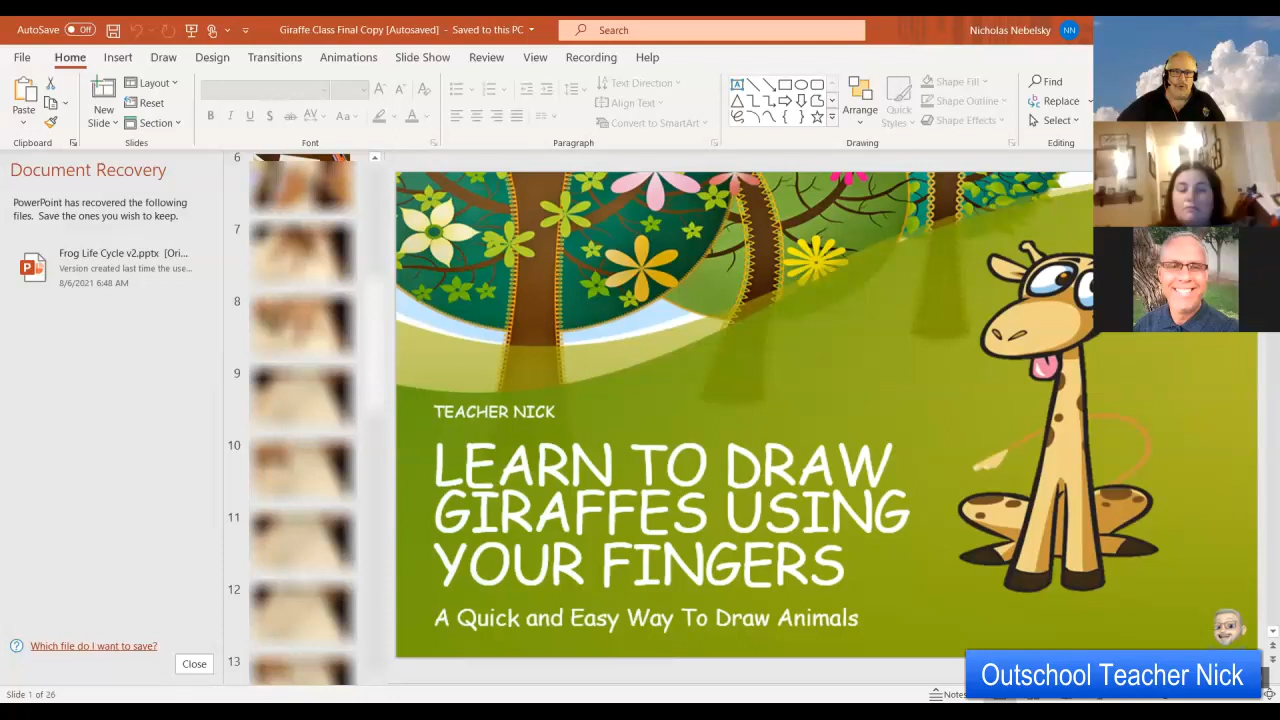 AutoSave Off
Giraffe Class Final Copy [Autosaved] - Saved to this PC
Search
Nicholas Nebelsky NN
File Home Insert Draw Design Transitions Animations Slide Show Review View Recording Help
Paste
New
Slide
Layout
Reset
Section
Text Direction
Align Text
Convert to SmartArt
Arrange
Quick
Styles
Shape Fill
Shape Outline
Shape Effects
Find
Replace
Select
Clipboard Slides Font Paragraph Drawing Editing
Document Recovery
PowerPoint has recovered the following
files. Save the ones you wish to keep.
Frog Life Cycle v2.pptx [Ori...
Version created last time the use...
8/6/2021 6:48 AM
Which file do I want to save?
Close
6
7
8
9
10
11
12
13
TEACHER NICK
LEARN TO DRAW
GIRAFFES USING
YOUR FINGERS
A Quick and Easy Way To Draw Animals
Outschool Teacher Nick
Slide 1 of 26
Notes